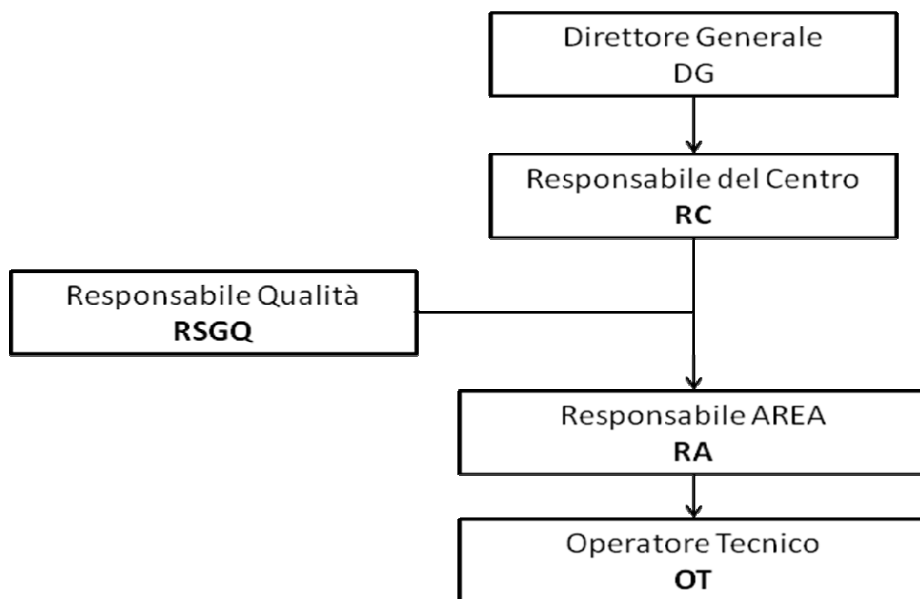 Direttore Generale
DG
Responsabile del Centro
RC
Responsabile Qualità
RSGQ
Responsabile AREA
RA
Operatore Tecnico
OT